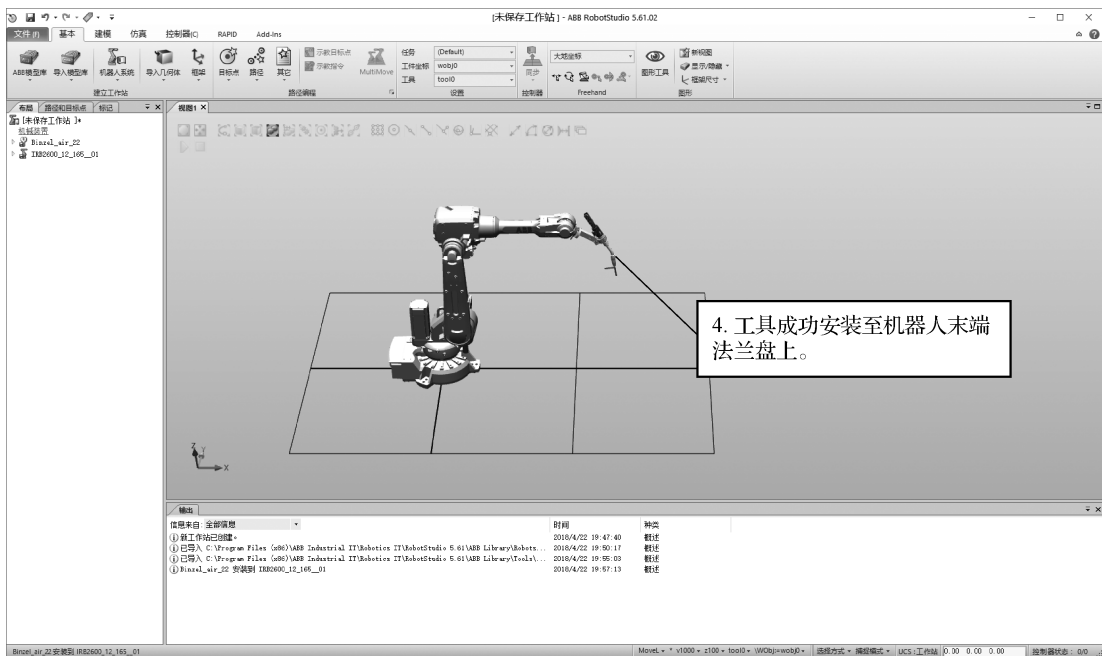 [未保存工作站] - ABB RobotStudio 5.61.02
文件(F) 基本 建模 仿真 控制器(C) RAPID Add-Ins
ABB模型库 导入模型库 机器人系统 导入几何体 框架
建立工作站
目标点 路径 其它
示教目标点
示教指令
MultiMove
路径编程
任务 (Default)
工件坐标 wobj0
工具 tool0
设置
同步
控制器
大地坐标
Freehand
图形工具
新视图
显示/隐藏
框架尺寸
图形
布局 路径和目标点 标记
[未保存工作站]*
机械装置
Binzel_air_22
IRB2600_12_165__01
视图1
4. 工具成功安装至机器人末端
法兰盘上。
Z
Y
X
输出
信息来自: 全部信息 时间 种类
新工作站已创建。 2018/4/22 19:47:40 概述
已导入 C:\Program Files (x86)\ABB Industrial IT\Robotics IT\RobotStudio 5.61\ABB Library\Robots... 2018/4/22 19:50:17 概述
已导入 C:\Program Files (x86)\ABB Industrial IT\Robotics IT\RobotStudio 5.61\ABB Library\Tools\... 2018/4/22 19:55:03 概述
Binzel_air_22 安装到 IRB2600_12_165__01 2018/4/22 19:57:13 概述
Binzel_air_22安装到 IRB2600_12_165__01 MoveL * v1000 z100 tool0 \WObj:=wobj0 选择方式 捕捉模式 UCS : 工作站 0.00 0.00 0.00 控制器状态: 0/0